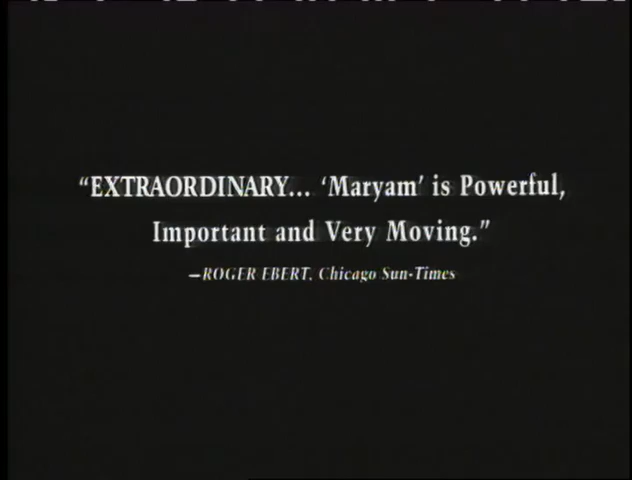 “EXTRAORDINARY... ‘Maryam’ is Powerful,
Important and Very Moving.”
—ROGER EBERT, Chicago Sun-Times